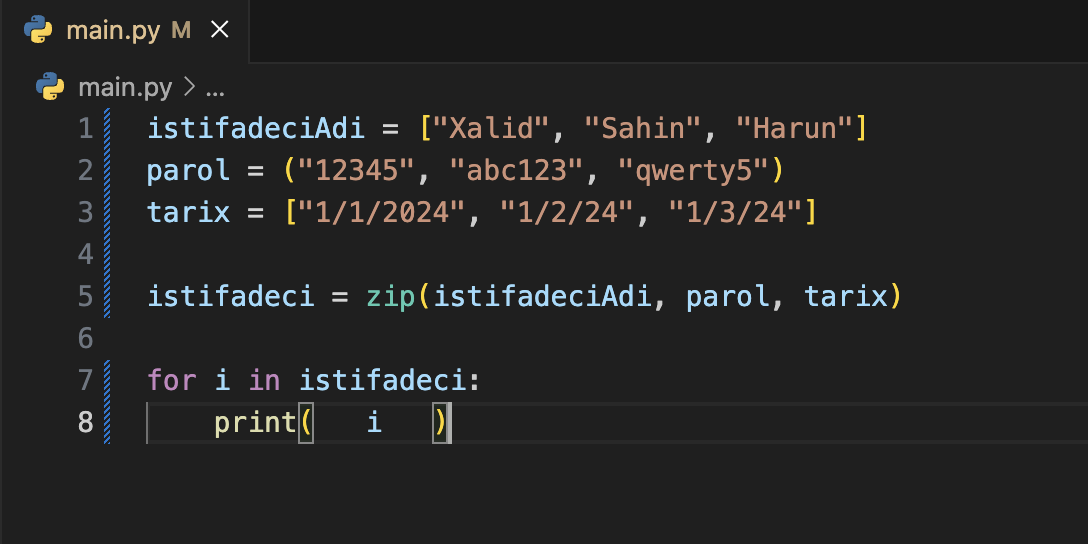 main.py M
main.py > ...
1 istifadeciAdi = ["Xalid", "Sahin", "Harun"]
2 parol = ("12345", "abc123", "qwerty5")
3 tarix = ["1/1/2024", "1/2/24", "1/3/24"]
4
5 istifadeci = zip(istifadeciAdi, parol, tarix)
6
7 for i in istifadeci:
8     print(   i   )